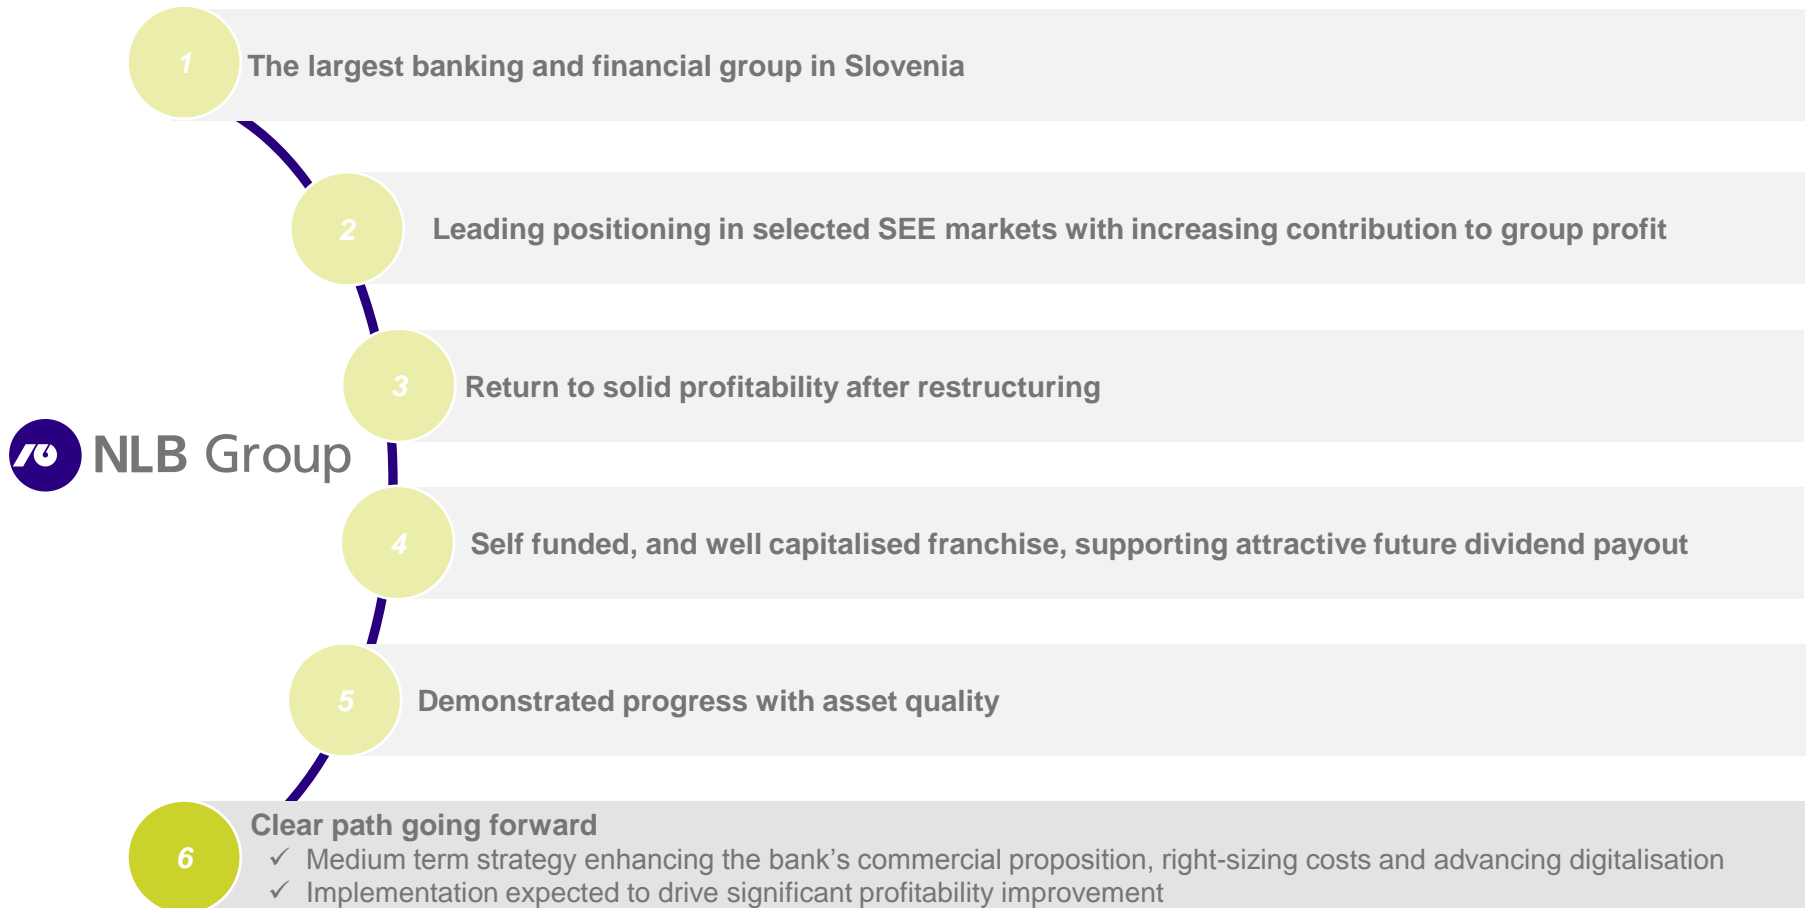 1
The largest banking and financial group in Slovenia
2
Leading positioning in selected SEE markets with increasing contribution to group profit
3
Return to solid profitability after restructuring
NLB Group
4
Self funded, and well capitalised franchise, supporting attractive future dividend payout
5
Demonstrated progress with asset quality
6
Clear path going forward
✓ Medium term strategy enhancing the bank's commercial proposition, right-sizing costs and advancing digitalisation
✓ Implementation expected to drive significant profitability improvement